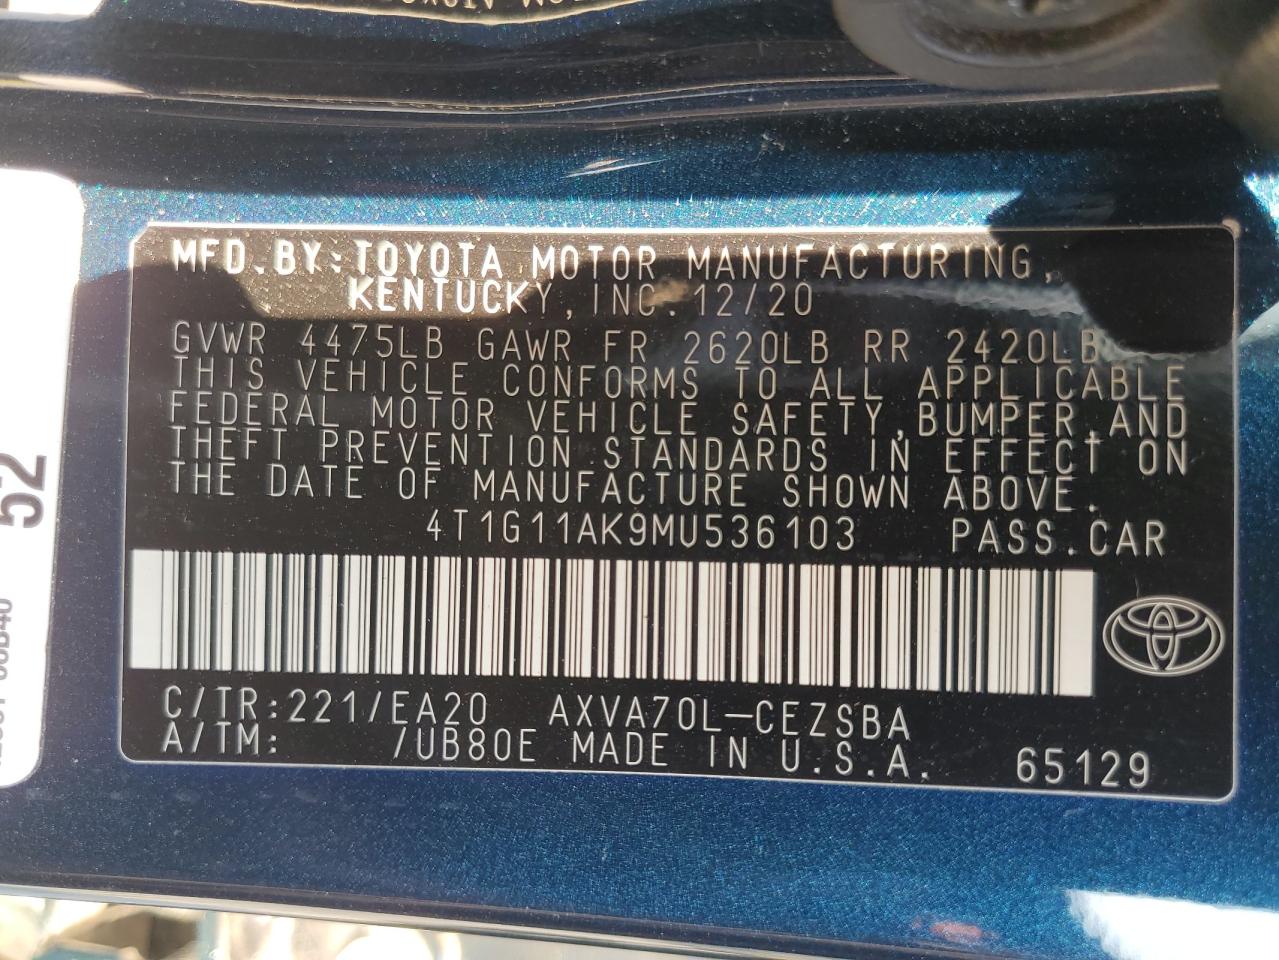 MFD. BY: TOYOTA MOTOR MANUFACTURING,
KENTUCKY, INC. 12/20
GVWR 4475LB GAWR FR 2620LB RR 2420LB
THIS VEHICLE CONFORMS TO ALL APPLICABLE
FEDERAL MOTOR VEHICLE SAFETY, BUMPER, AND
THEFT PREVENTION STANDARDS IN EFFECT ON
THE DATE OF MANUFACTURE SHOWN ABOVE.
4T1G11AK9MU536103 PASS. CAR
C/TR: 221/EA20 AXVA70L-CEZSBA
A/TM: /UB80E MADE IN U.S.A. 65129
52